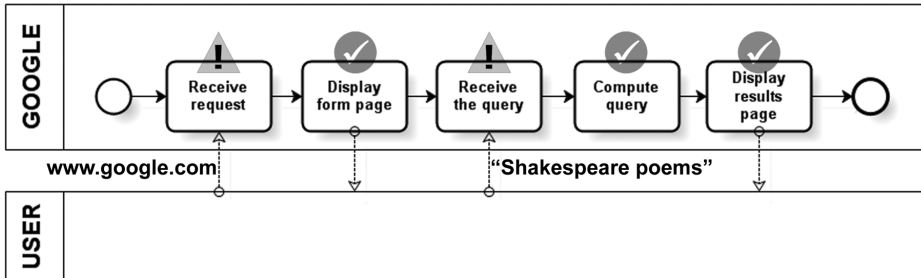 GOOGLE
Receive
request
Display
form page
Receive
the query
Compute
query
Display
results
page
www.google.com
“Shakespeare poems”
USER